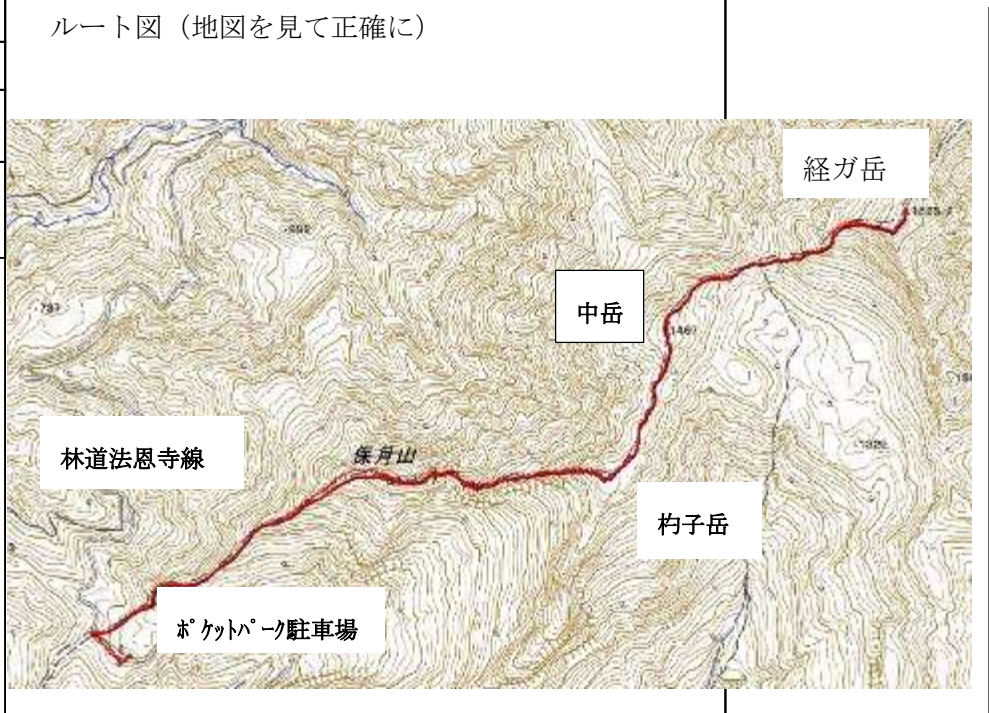 ルート図（地図を見て正確に）
経ガ岳
中岳
1467
保月山
林道法恩寺線
杓子岳
ﾎﾟｹｯﾄﾊﾟｰｸ駐車場